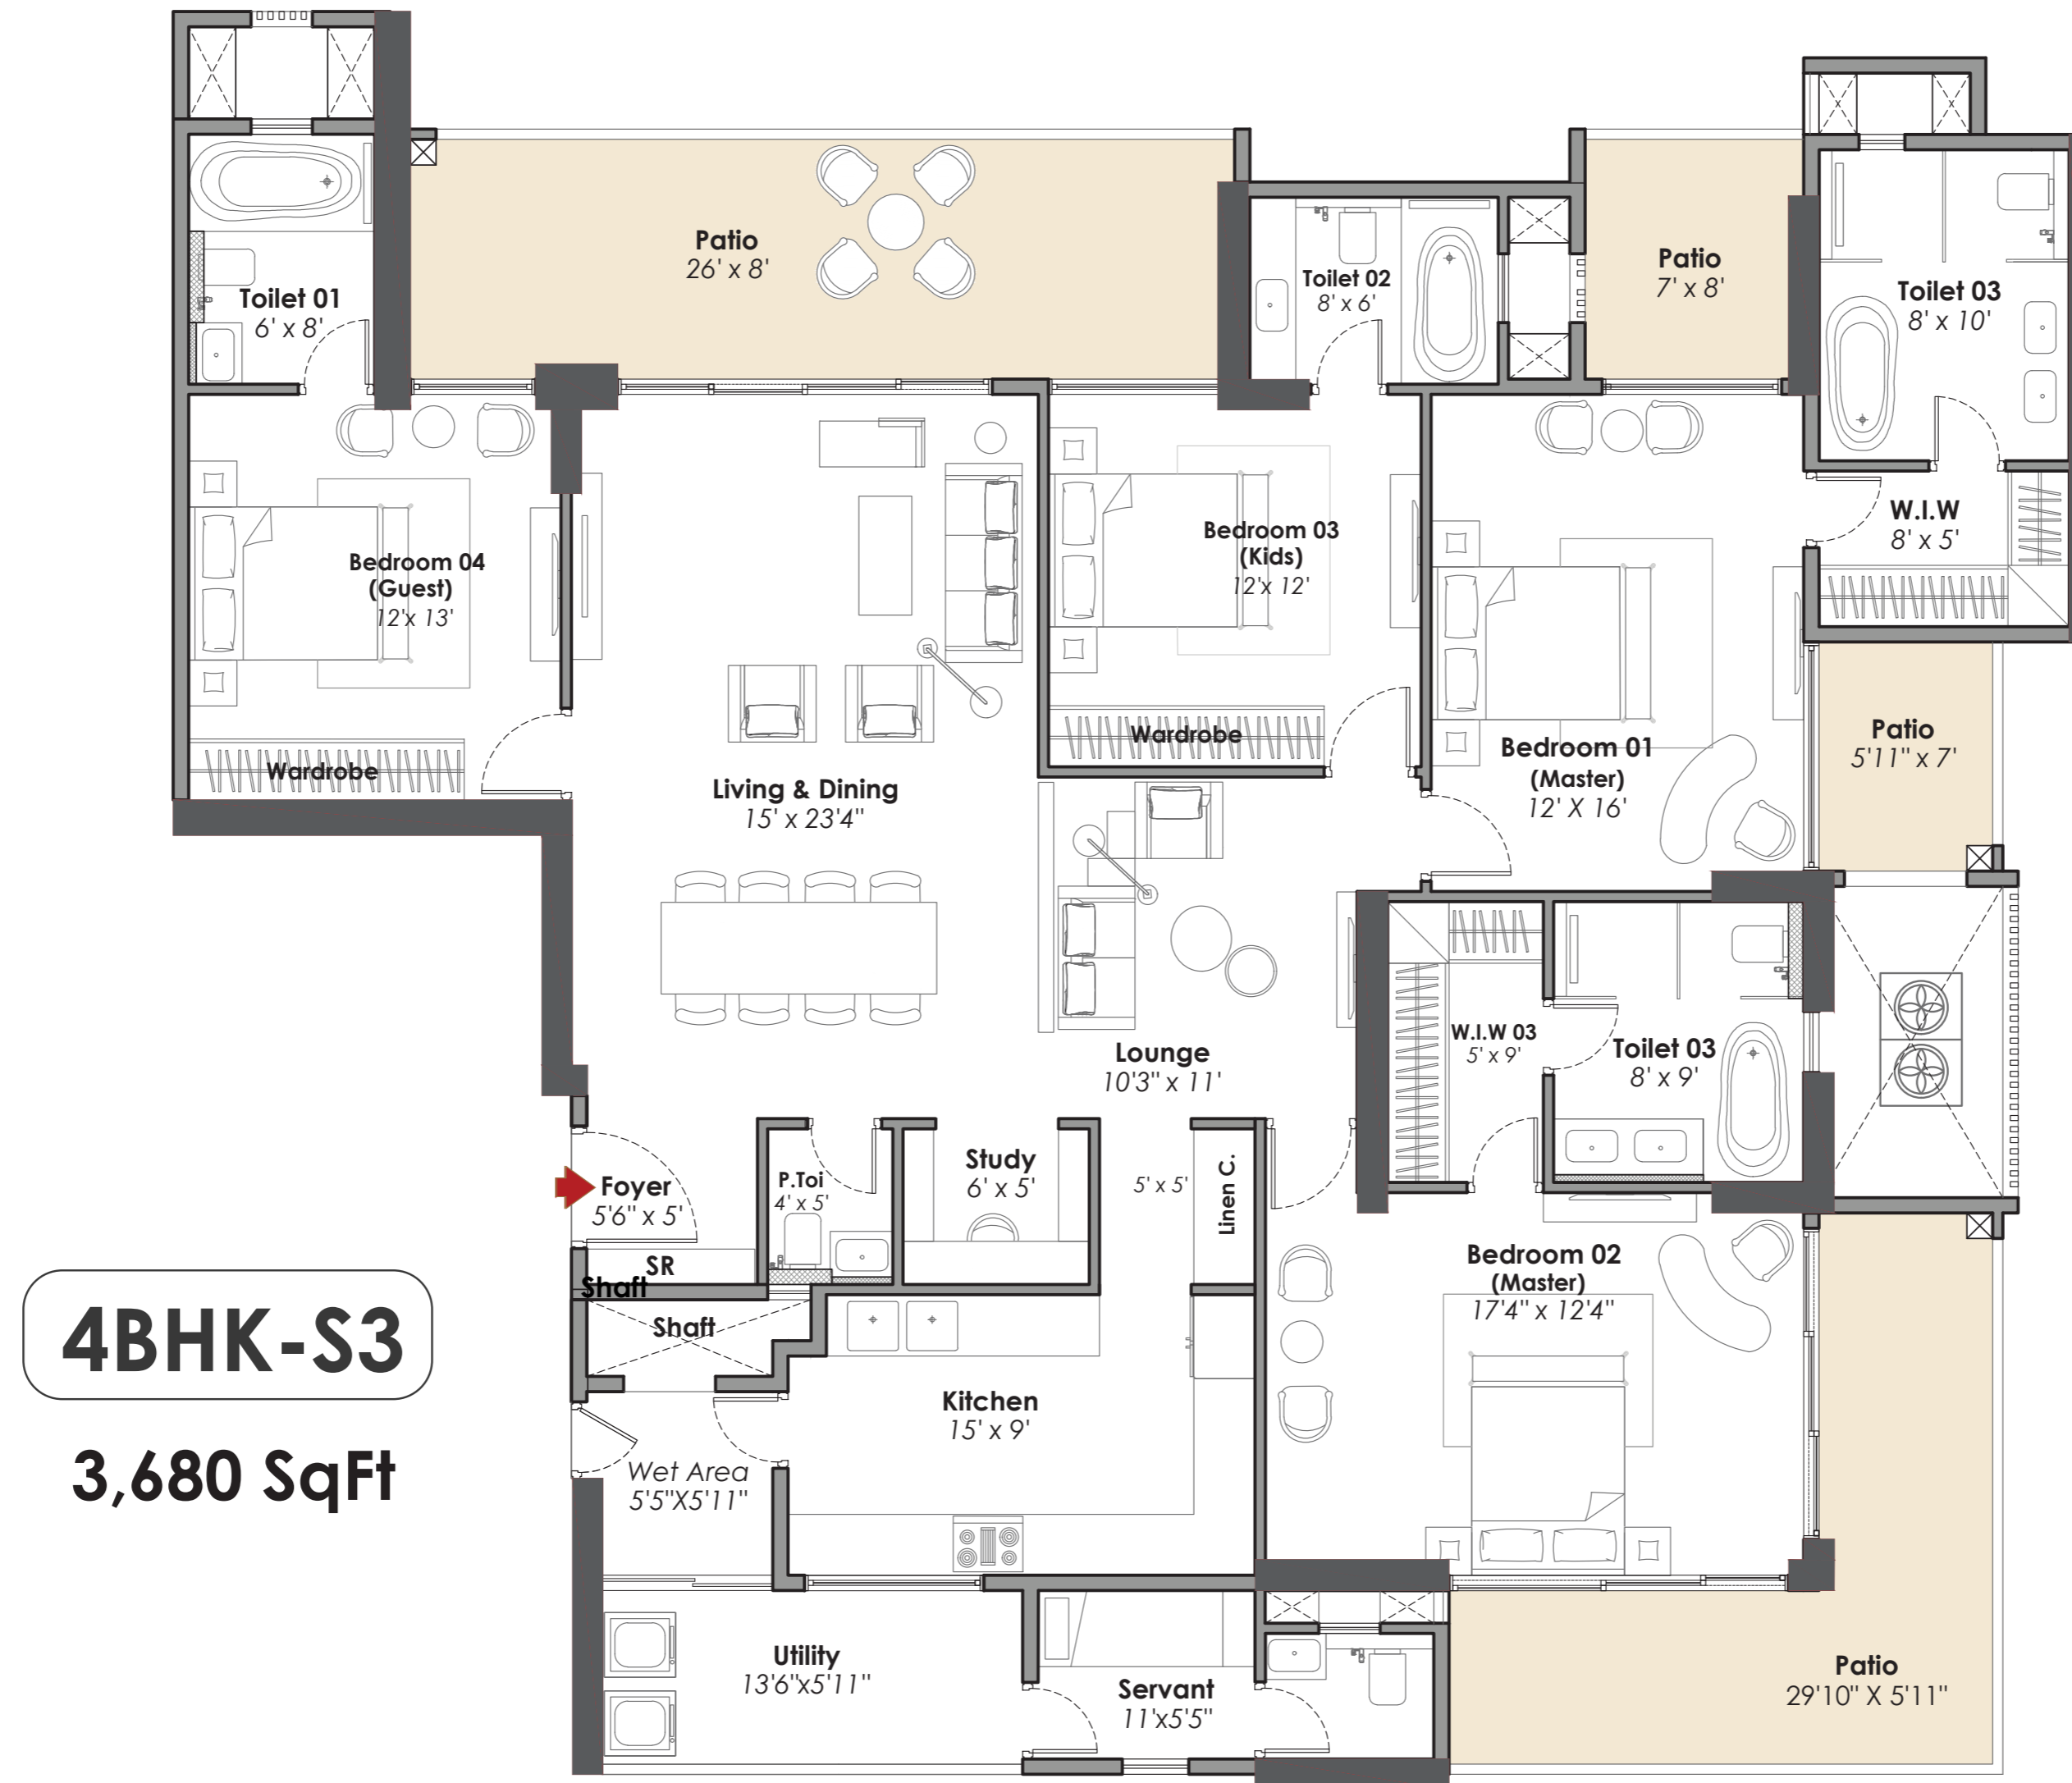 Patio
26' x 8'
Toilet 01
6' x 8'
Toilet 02
8' x 6'
Patio
7' x 8'
Toilet 03
8' x 10'
W.I.W
8' x 5'
Bedroom 04
(Guest)
12'x 13'
Wardrobe
Living & Dining
15' x 23'4"
Bedroom 03
(Kids)
12'x 12'
Wardrobe
Bedroom 01
(Master)
12' X 16'
Patio
5'11" x 7'
Lounge
10'3" x 11'
W.I.W 03
5' x 9'
Toilet 03
8' x 9'
Foyer
5'6" x 5'
SR
Shaft
P.Toi
4' x 5'
Study
6' x 5'
5' x 5'
Linen C.
Bedroom 02
(Master)
17'4" x 12'4"
Shaft
Kitchen
15' x 9'
Wet Area
5'5"X5'11"
4BHK-S3
3,680 SqFt
Utility
13'6"x5'11"
Servant
11'x5'5"
Patio
29'10" X 5'11"